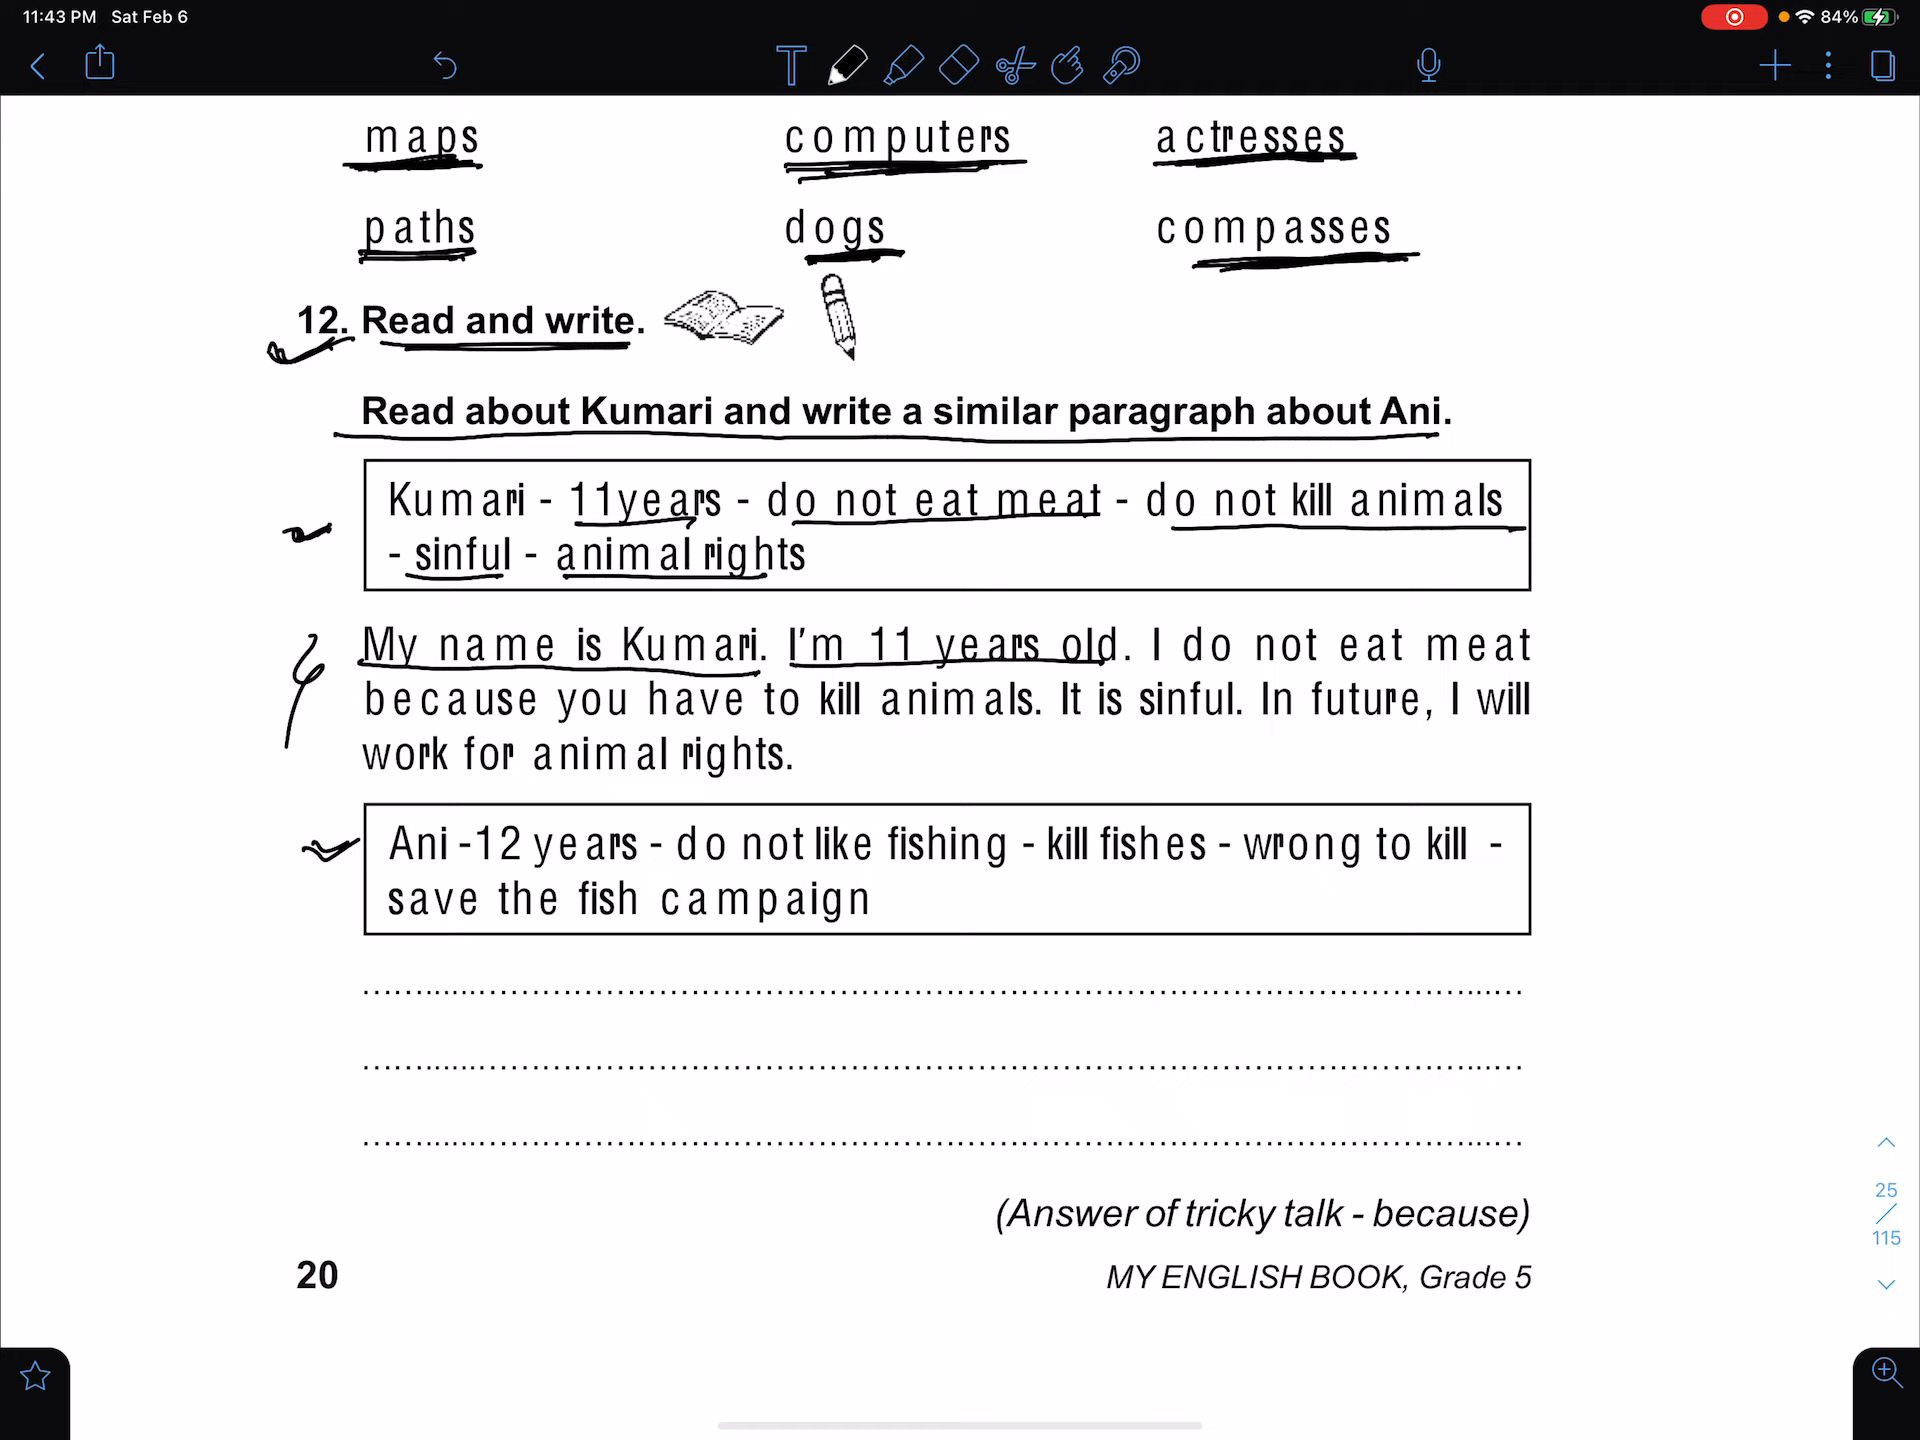 11:43 PM Sat Feb 6
84%
maps computers actresses
paths dogs compasses
12. Read and write.
Read about Kumari and write a similar paragraph about Ani.
Kumari - 11years - do not eat meat - do not kill animals
- sinful - animal rights
My name is Kumari. I'm 11 years old. I do not eat meat
because you have to kill animals. It is sinful. In future, I will
work for animal rights.
Ani -12 years - do not like fishing - kill fishes - wrong to kill -
save the fish campaign
(Answer of tricky talk - because)
20
MY ENGLISH BOOK, Grade 5
25
/
115